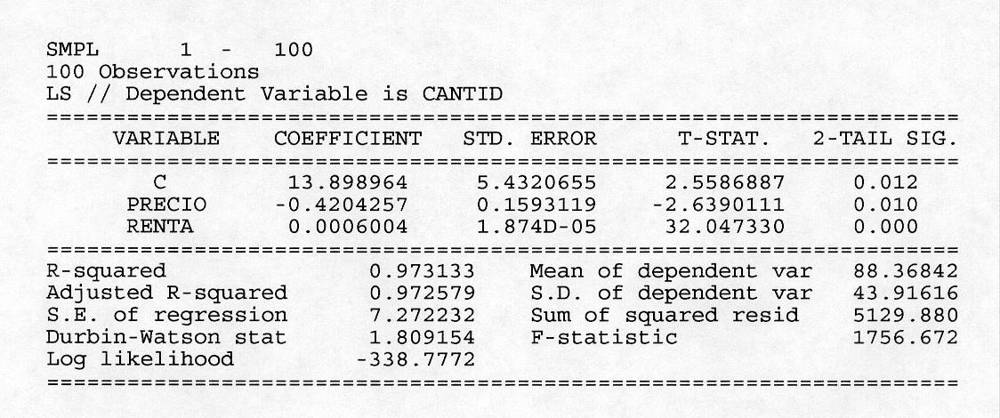 SMPL 1 - 100
100 Observations
LS // Dependent Variable is CANTID
====================================================================
VARIABLE COEFFICIENT STD. ERROR T-STAT. 2-TAIL SIG.
====================================================================
C 13.898964 5.4320655 2.5586887 0.012
PRECIO -0.4204257 0.1593119 -2.6390111 0.010
RENTA 0.0006004 1.874D-05 32.047330 0.000
====================================================================
R-squared 0.973133 Mean of dependent var 88.36842
Adjusted R-squared 0.972579 S.D. of dependent var 43.91616
S.E. of regression 7.272232 Sum of squared resid 5129.880
Durbin-Watson stat 1.809154 F-statistic 1756.672
Log likelihood -338.7772
====================================================================